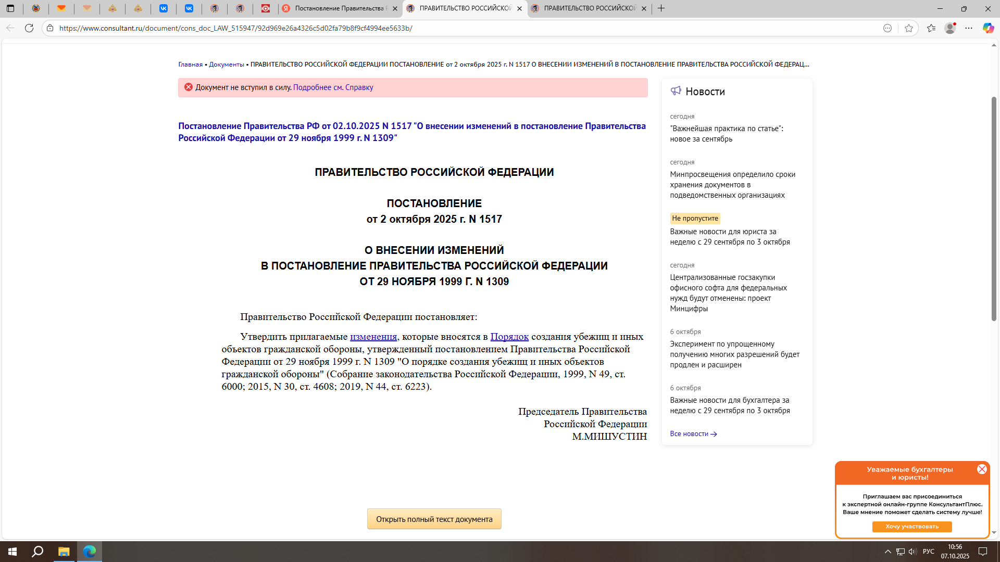 Постановление Правительства Р
ПРАВИТЕЛЬСТВО РОССИЙСКОЙ
ПРАВИТЕЛЬСТВО РОССИЙСКОЙ
https://www.consultant.ru/document/cons_doc_LAW_515947/92d969e26a4326c5d02fa79b8f9cf4994ee5633b/
Главная • Документы • ПРАВИТЕЛЬСТВО РОССИЙСКОЙ ФЕДЕРАЦИИ ПОСТАНОВЛЕНИЕ от 2 октября 2025 г. N 1517 О ВНЕСЕНИИ ИЗМЕНЕНИЙ В ПОСТАНОВЛЕНИЕ ПРАВИТЕЛЬСТВА РОССИЙСКОЙ ФЕДЕРАЦ...
Документ не вступил в силу. Подробнее см. Справку
Постановление Правительства РФ от 02.10.2025 N 1517 "О внесении изменений в постановление Правительства
Российской Федерации от 29 ноября 1999 г. N 1309"
ПРАВИТЕЛЬСТВО РОССИЙСКОЙ ФЕДЕРАЦИИ
ПОСТАНОВЛЕНИЕ
от 2 октября 2025 г. N 1517
О ВНЕСЕНИИ ИЗМЕНЕНИЙ
В ПОСТАНОВЛЕНИЕ ПРАВИТЕЛЬСТВА РОССИЙСКОЙ ФЕДЕРАЦИИ
ОТ 29 НОЯБРЯ 1999 Г. N 1309
Правительство Российской Федерации постановляет:
Утвердить прилагаемые изменения, которые вносятся в Порядок создания убежищ и иных
объектов гражданской обороны, утвержденный постановлением Правительства Российской
Федерации от 29 ноября 1999 г. N 1309 "О порядке создания убежищ и иных объектов
гражданской обороны" (Собрание законодательства Российской Федерации, 1999, N 49, ст.
6000; 2015, N 30, ст. 4608; 2019, N 44, ст. 6223).
Председатель Правительства
Российской Федерации
М.МИШУСТИН
Открыть полный текст документа
Новости
сегодня
"Важнейшая практика по статье":
новое за сентябрь
сегодня
Минпросвещения определило сроки
хранения документов в
подведомственных организациях
Не пропустите
Важные новости для юриста за
неделю с 29 сентября по 3 октября
сегодня
Централизованные госзакупки
офисного софта для федеральных
нужд будут отменены: проект
Минцифры
6 октября
Эксперимент по упрощенному
получению многих разрешений будет
продлен и расширен
6 октября
Важные новости для бухгалтера за
неделю с 29 сентября по 3 октября
Все новости
Уважаемые бухгалтеры
и юристы!
Приглашаем вас присоединиться
к экспертной онлайн-группе КонсультантПлюс.
Ваше мнение поможет сделать систему лучше!
Хочу участвовать
РУС
10:56
07.10.2025